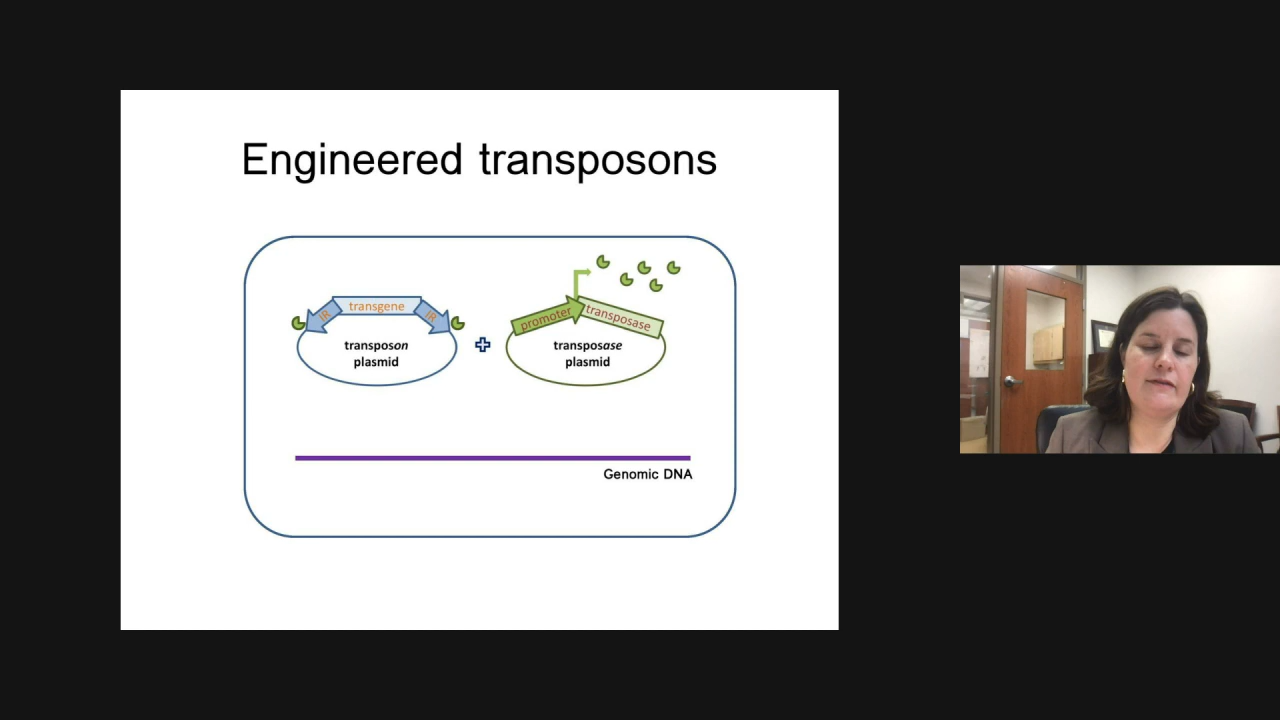 Engineered transposons
IR
transgene
IR
transposon
plasmid
promoter
transposase
transposase
plasmid
Genomic DNA